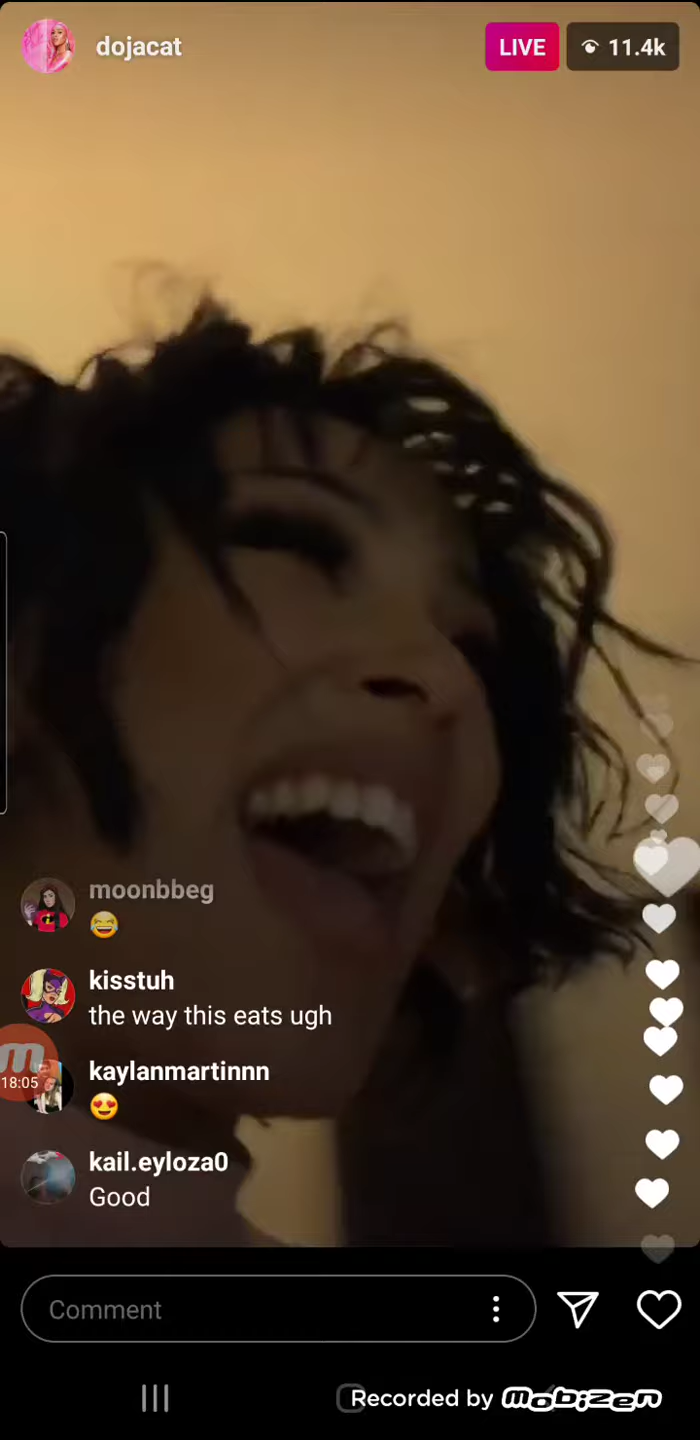 dojacat
LIVE
11.4k
moonbbeg
😂
kisstuh
the way this eats ugh
kaylanmartinnn
😍
18:05
kail.eyloza0
Good
Comment
Recorded by mobizen